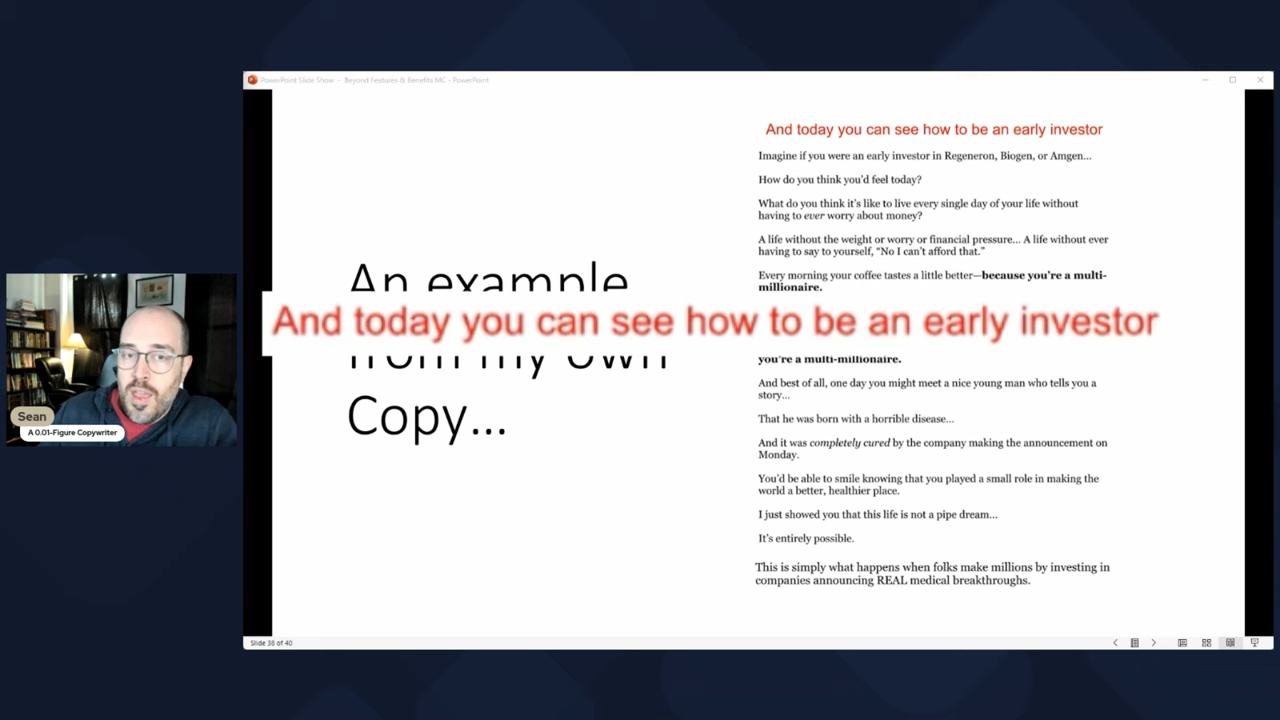 PowerPoint Slide Show - Beyond Features & Benefits MC - PowerPoint
And today you can see how to be an early investor
Imagine if you were an early investor in Regeneron, Biogen, or Amgen...
How do you think you'd feel today?
What do you think it's like to live every single day of your life without
having to ever worry about money?
A life without the weight or worry or financial pressure... A life without ever
having to say to yourself, “No I can't afford that.”
Every morning your coffee tastes a little better—because you're a multi-
millionaire.
An example
And today you can see how to be an early investor
from my own
Copy...
you're a multi-millionaire.
And best of all, one day you might meet a nice young man who tells you a
story...
That he was born with a horrible disease...
And it was completely cured by the company making the announcement on
Monday.
You'd be able to smile knowing that you played a small role in making the
world a better, healthier place.
I just showed you that this life is not a pipe dream...
It's entirely possible.
This is simply what happens when folks make millions by investing in
companies announcing REAL medical breakthroughs.
Sean
A 0.01-Figure Copywriter
Slide 38 of 40